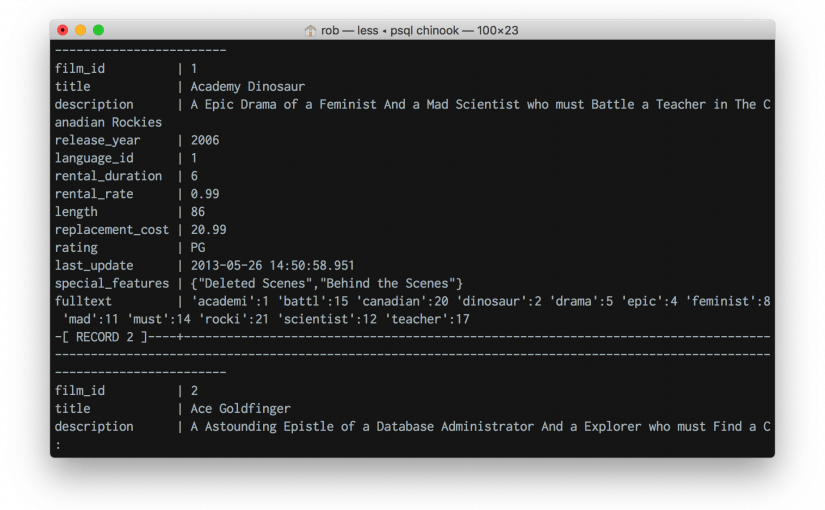 rob — less ◂ psql chinook — 100×23
------------------------
film_id          | 1
title            | Academy Dinosaur
description      | A Epic Drama of a Feminist And a Mad Scientist who must Battle a Teacher in The C
anadian Rockies
release_year     | 2006
language_id      | 1
rental_duration  | 6
rental_rate      | 0.99
length           | 86
replacement_cost | 20.99
rating           | PG
last_update      | 2013-05-26 14:50:58.951
special_features | {"Deleted Scenes","Behind the Scenes"}
fulltext         | 'academi':1 'battl':15 'canadian':20 'dinosaur':2 'drama':5 'epic':4 'feminist':8
 'mad':11 'must':14 'rocki':21 'scientist':12 'teacher':17
-[ RECORD 2 ]----+----------------------------------------------------------------------------------
----------------------------------------------------------------------------------------------------
------------------------
film_id          | 2
title            | Ace Goldfinger
description      | A Astounding Epistle of a Database Administrator And a Explorer who must Find a C
: